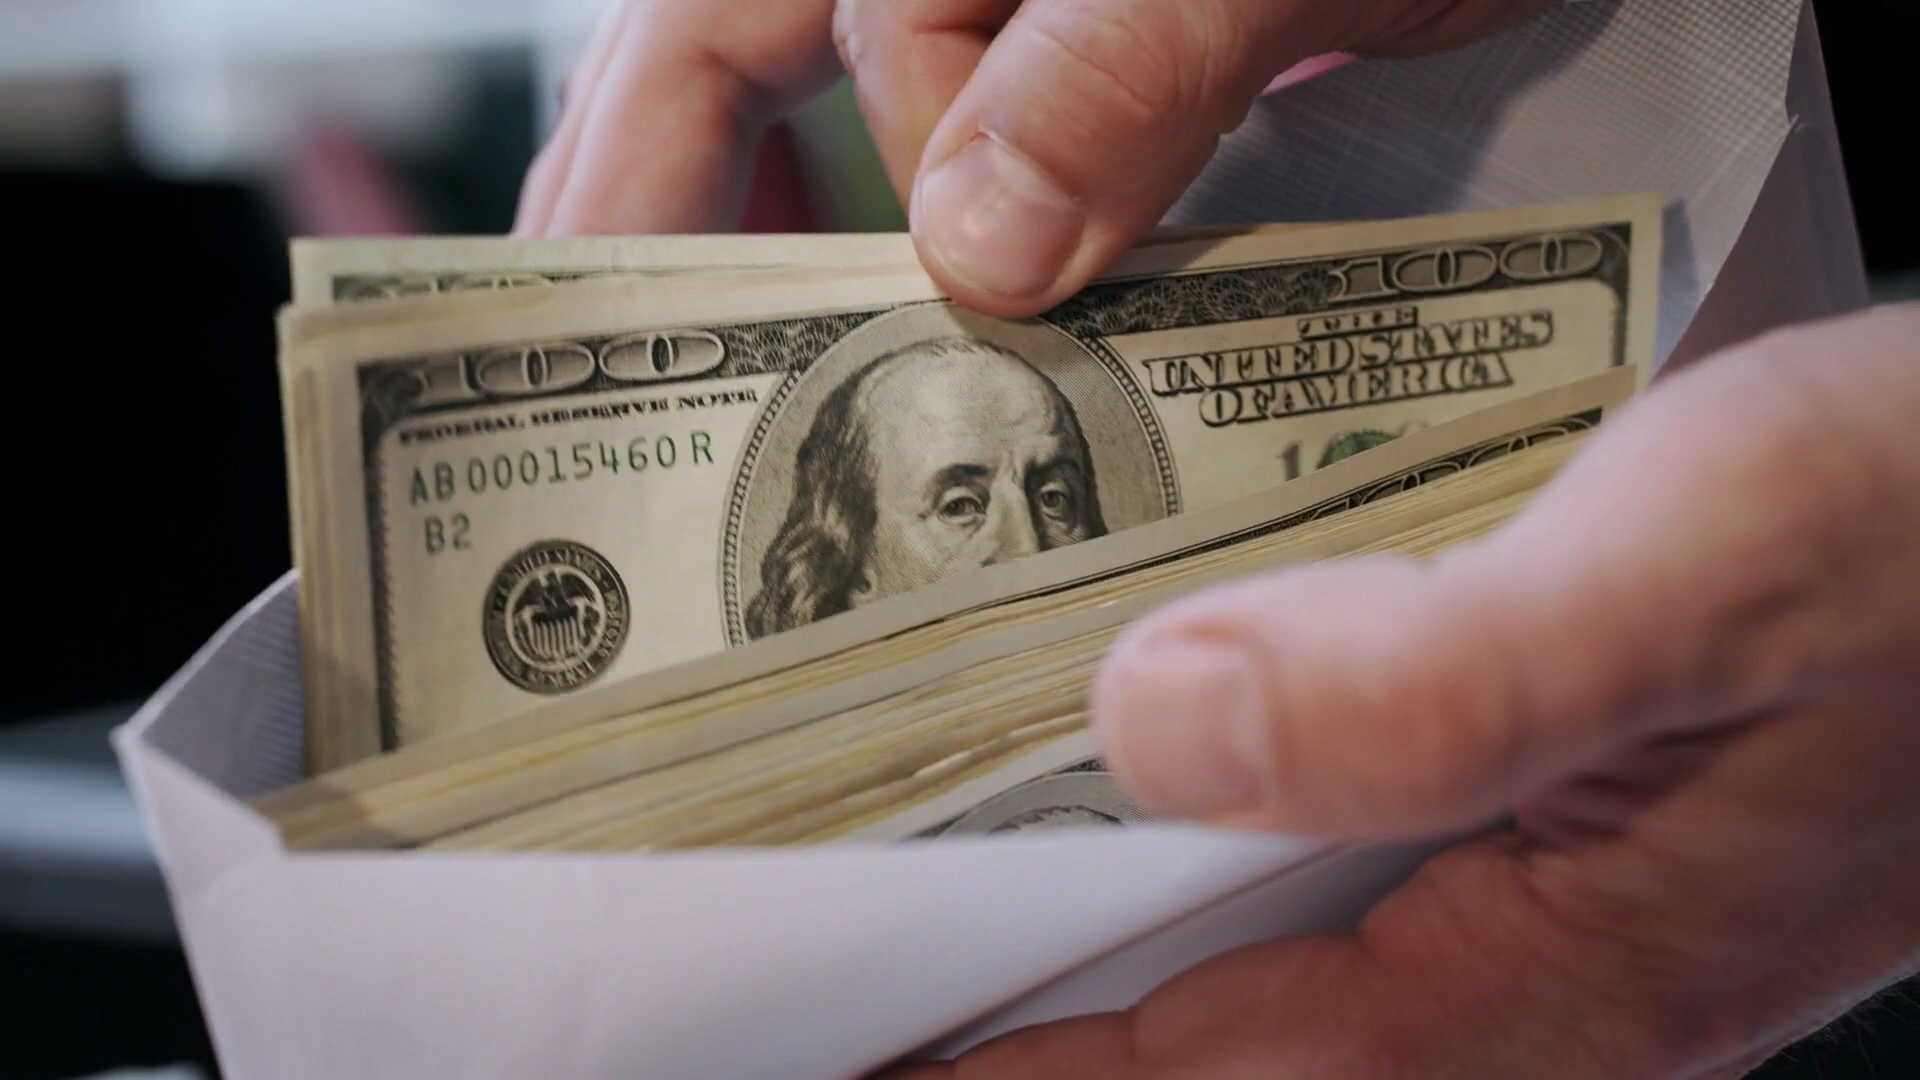 100
100
FEDERAL RESERVE NOTE
THE
UNITED STATES
OF AMERICA
AB 00015460 R
B2